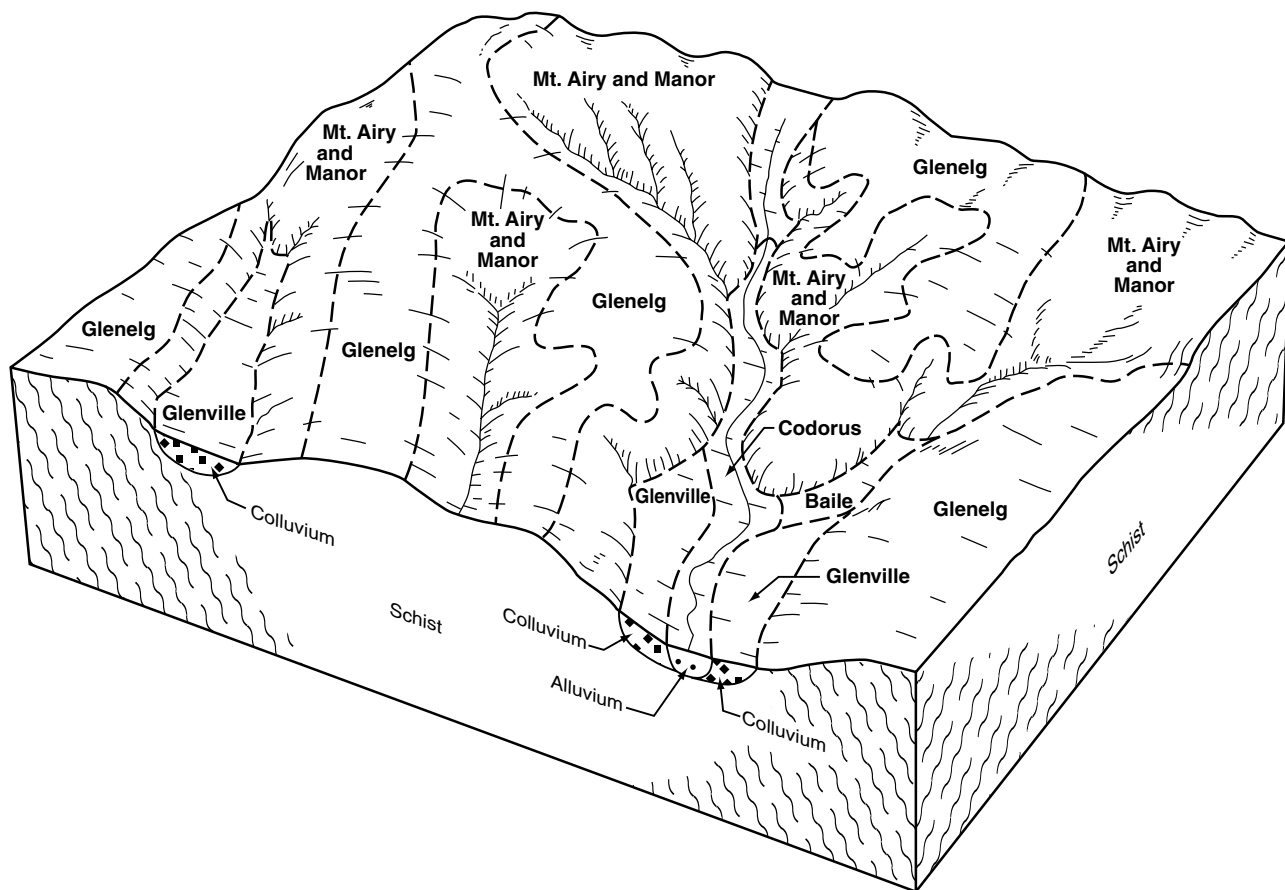 Mt. Airy and Manor
Mt. Airy
and
Manor
Glenelg
Mt. Airy
and
Manor
Mt. Airy
and
Manor
Mt. Airy
and
Manor
Glenelg
Glenelg
Glenelg
Glenville
Codorus
Glenville
Baile
Glenelg
Colluvium
Schist
Glenville
Schist
Colluvium
Alluvium
Colluvium